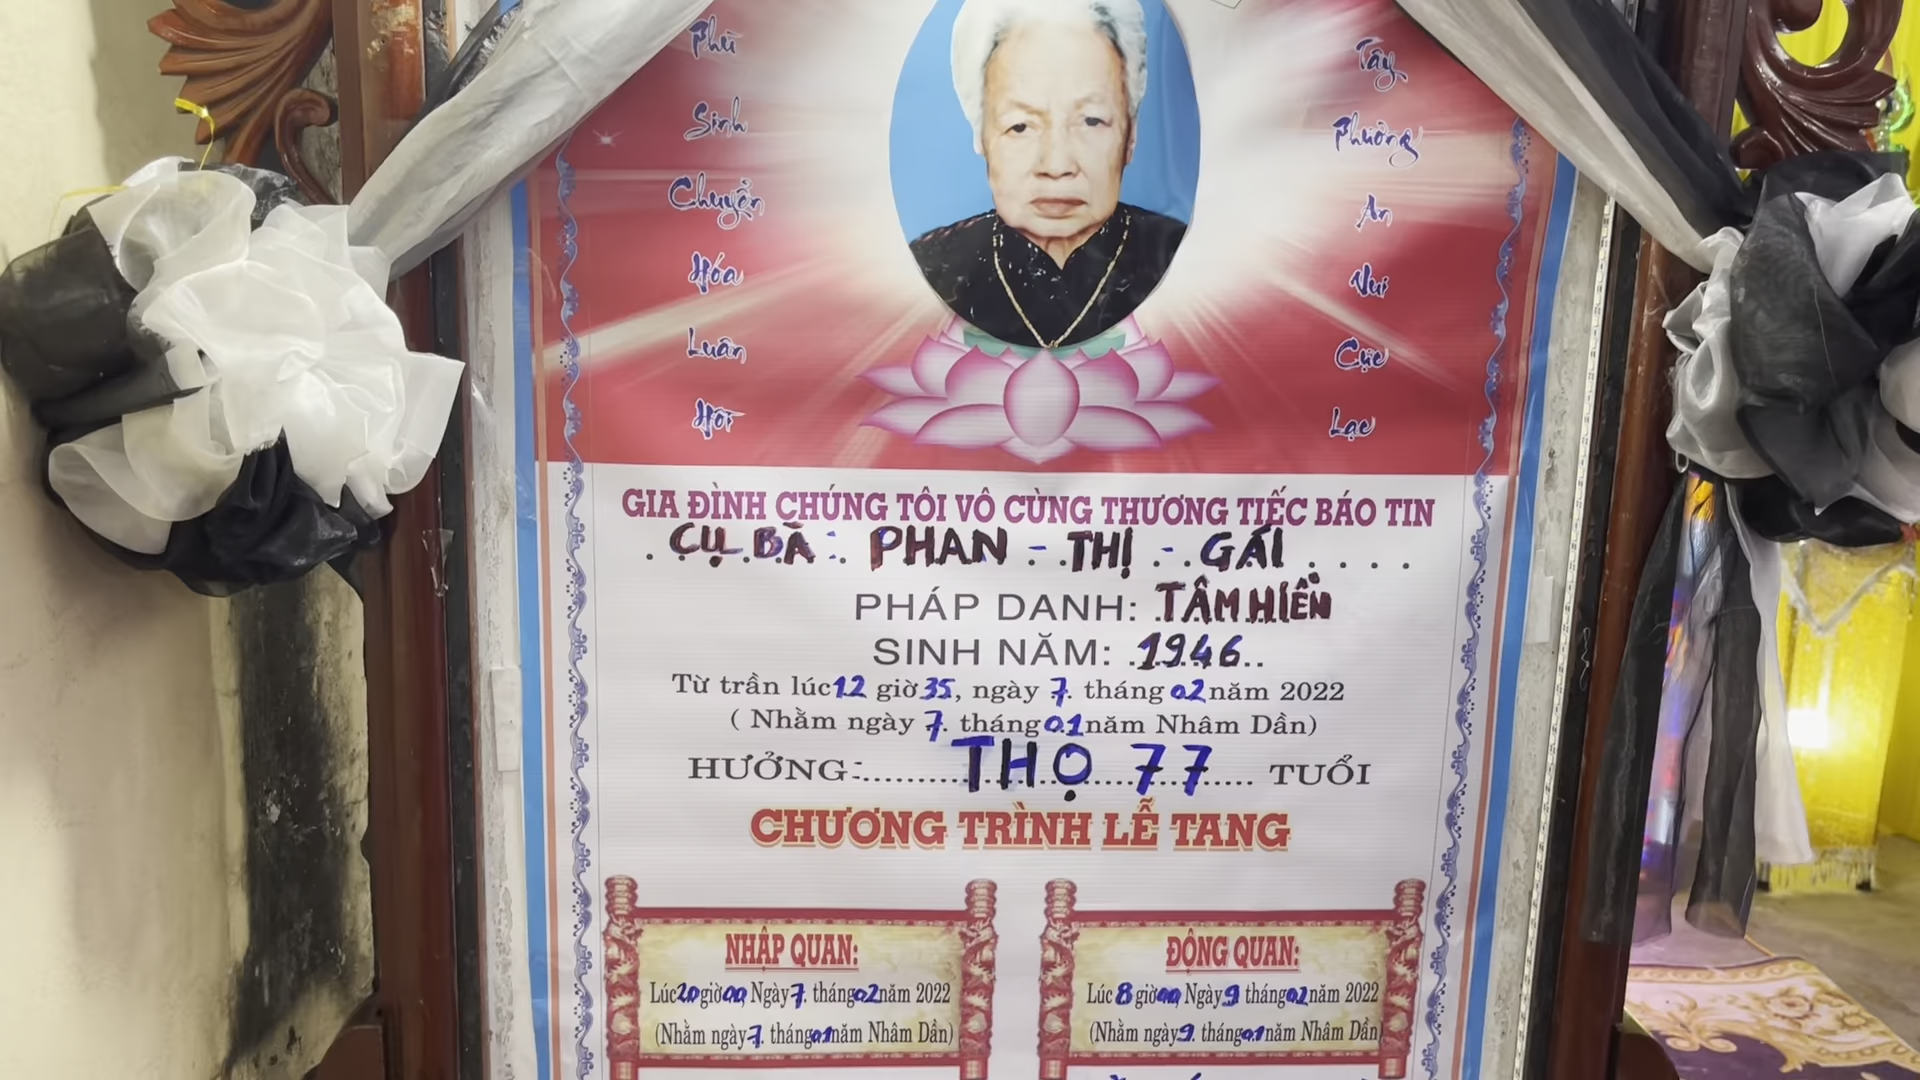 Phù
Sinh
Chuyển
Hóa
Luân
Hồi
Tây
Phương
An
Vui
Cực
Lạc
GIA ĐÌNH CHÚNG TÔI VÔ CÙNG THƯƠNG TIẾC BÁO TIN
CỤ BÀ: PHAN - THỊ - GÁI
PHÁP DANH: TÂM HIỀN
SINH NĂM: 1946
Từ trần lúc 12 giờ 35, ngày 7 tháng 02 năm 2022
( Nhằm ngày 7 tháng 01 năm Nhâm Dần)
HƯỞNG: THỌ 77 TUỔI
CHƯƠNG TRÌNH LỄ TANG
NHẬP QUAN:
Lúc 20 giờ 00, Ngày 7 tháng 02 năm 2022
(Nhằm ngày 7 tháng 01 năm Nhâm Dần)
ĐỘNG QUAN:
Lúc 8 giờ 00, Ngày 9 tháng 02 năm 2022
(Nhằm ngày 9 tháng 01 năm Nhâm Dần)